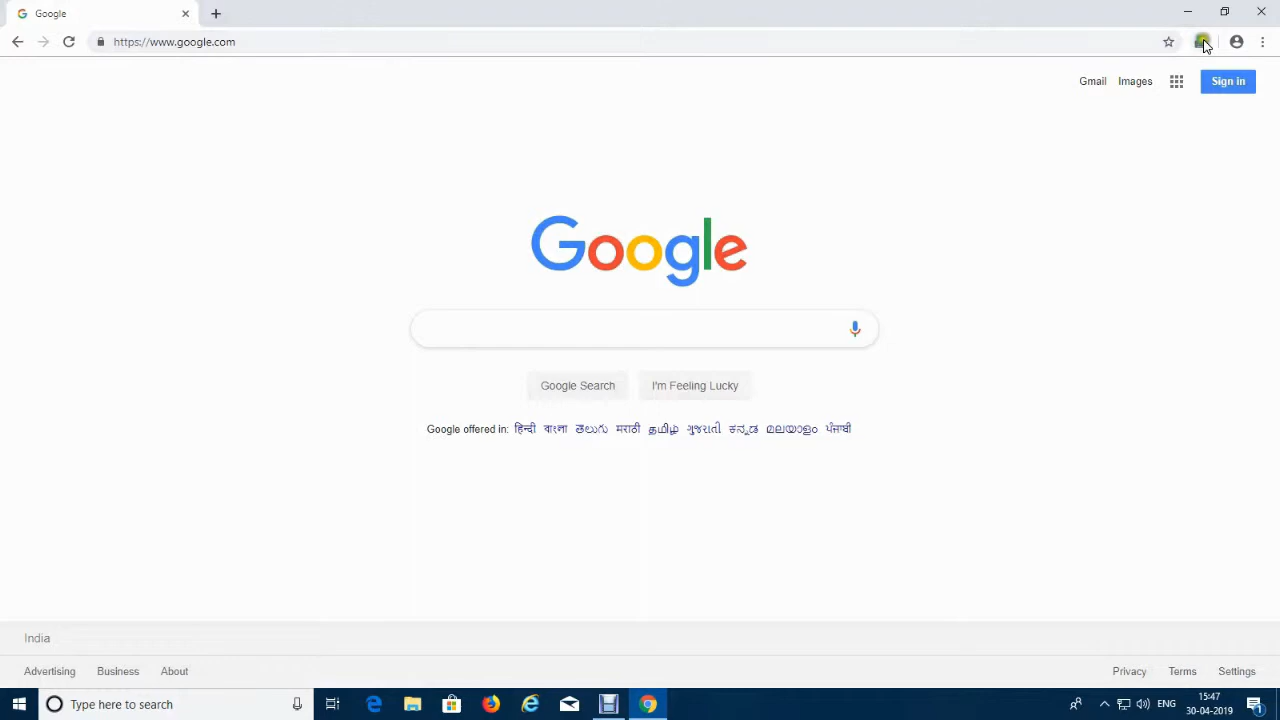 Google
https://www.google.com
Gmail Images Sign in
Google
Google Search I'm Feeling Lucky
Google offered in: हिन्दी বাংলা తెలుగు मराठी தமிழ் ગુજરાતી ಕನ್ನಡ മലയാളം ਪੰਜਾਬੀ
India
Advertising Business About Privacy Terms Settings
Type here to search ENG 15:47
30-04-2019 1